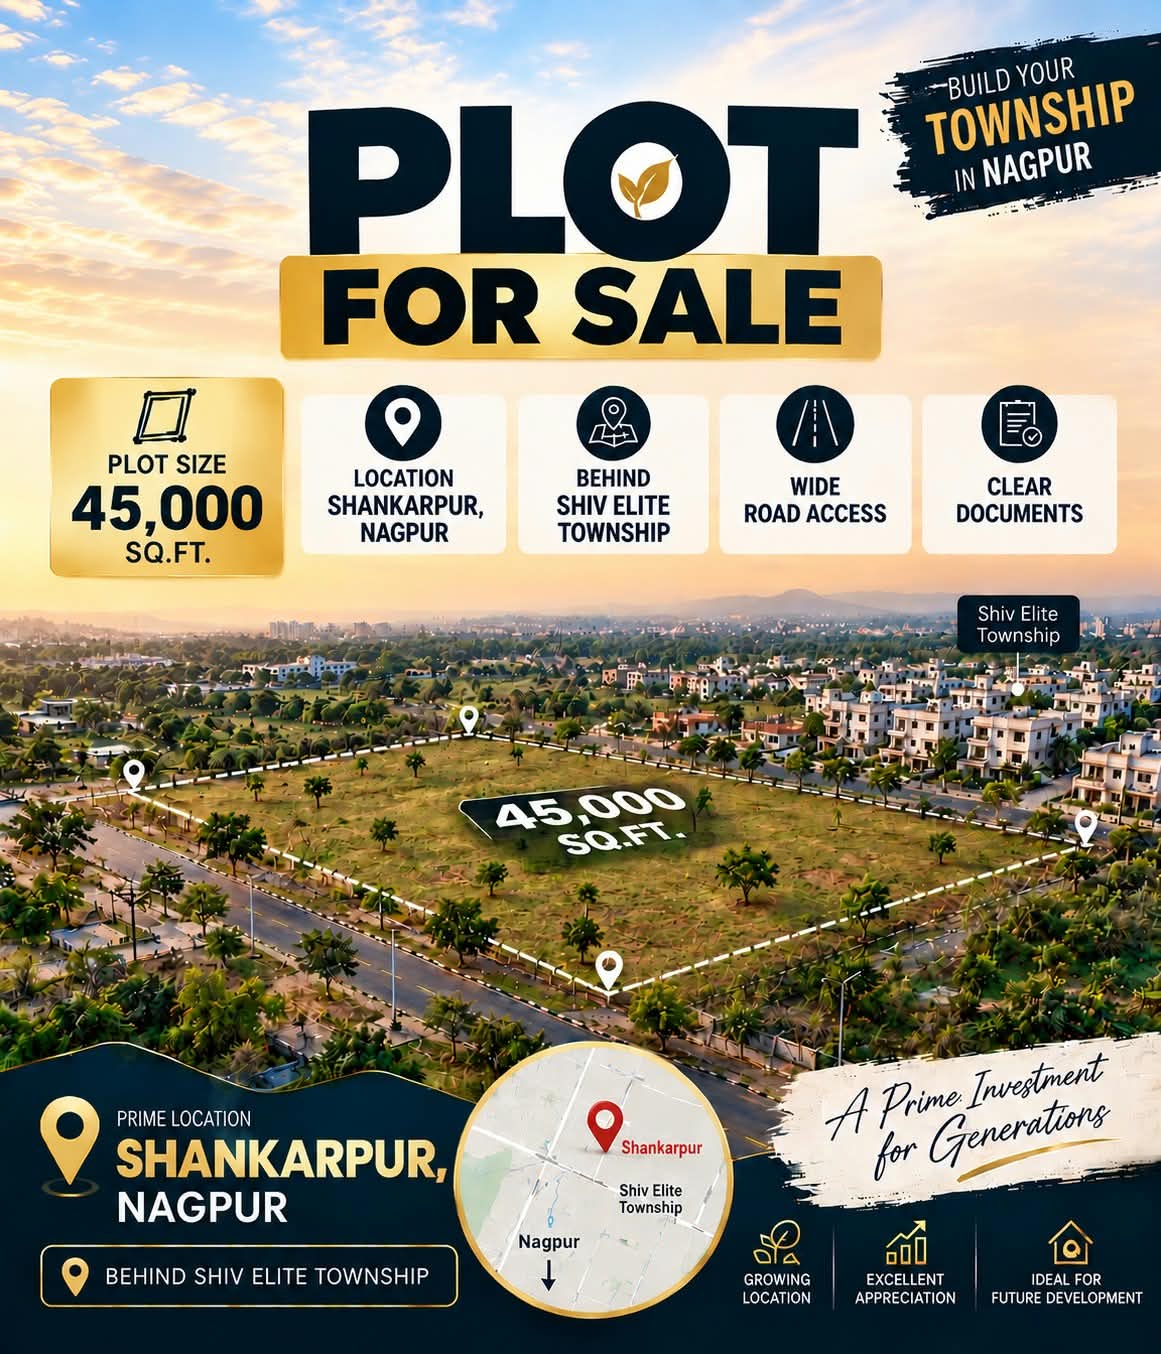 BUILD YOUR
TOWNSHIP
IN NAGPUR
PLOT
FOR SALE
PLOT SIZE
45,000
SQ.FT.
LOCATION
SHANKARPUR,
NAGPUR
BEHIND
SHIV ELITE
TOWNSHIP
WIDE
ROAD ACCESS
CLEAR
DOCUMENTS
Shiv Elite
Township
45,000
SQ.FT.
PRIME LOCATION
SHANKARPUR,
NAGPUR
BEHIND SHIV ELITE TOWNSHIP
Shankarpur
Shiv Elite
Township
Nagpur
A Prime Investment
for Generations
GROWING
LOCATION
EXCELLENT
APPRECIATION
IDEAL FOR
FUTURE DEVELOPMENT